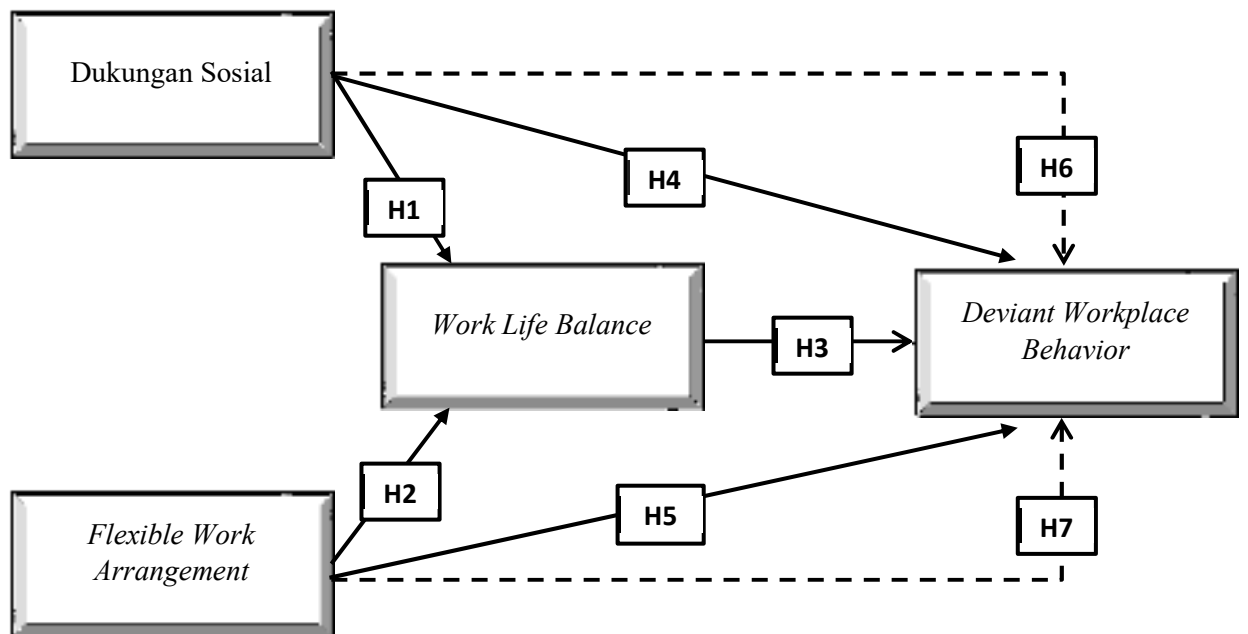 Dukungan Sosial
H6
H4
H1
Work Life Balance
H3
Deviant Workplace
Behavior
H2
H5
H7
Flexible Work
Arrangement